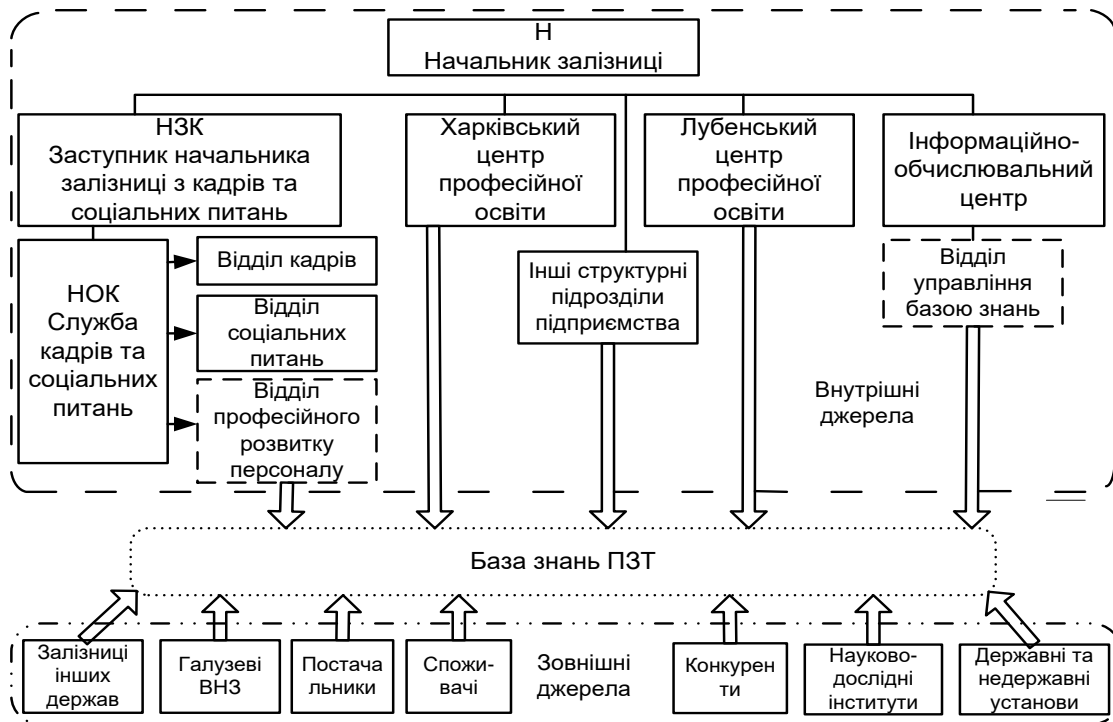 Н
Начальник залізниці
НЗК
Заступник начальника
залізниці з кадрів та
соціальних питань
Харківський
центр
професійної
освіти
Лубенський
центр
професійної
освіти
Інформаційно-
обчислювальний
центр
НОК
Служба
кадрів та
соціальних
питань
Відділ кадрів
Відділ
соціальних
питань
Відділ
професійного
розвитку
персоналу
Інші структурні
підрозділи
підприємства
Відділ
управління
базою знань
Внутрішні
джерела
База знань ПЗТ
Залізниці
інших
держав
Галузеві
ВНЗ
Постача
льники
Спожи-
вачі
Зовнішні
джерела
Конкурен
ти
Науково-
дослідні
інститути
Державні та
недержавні
установи